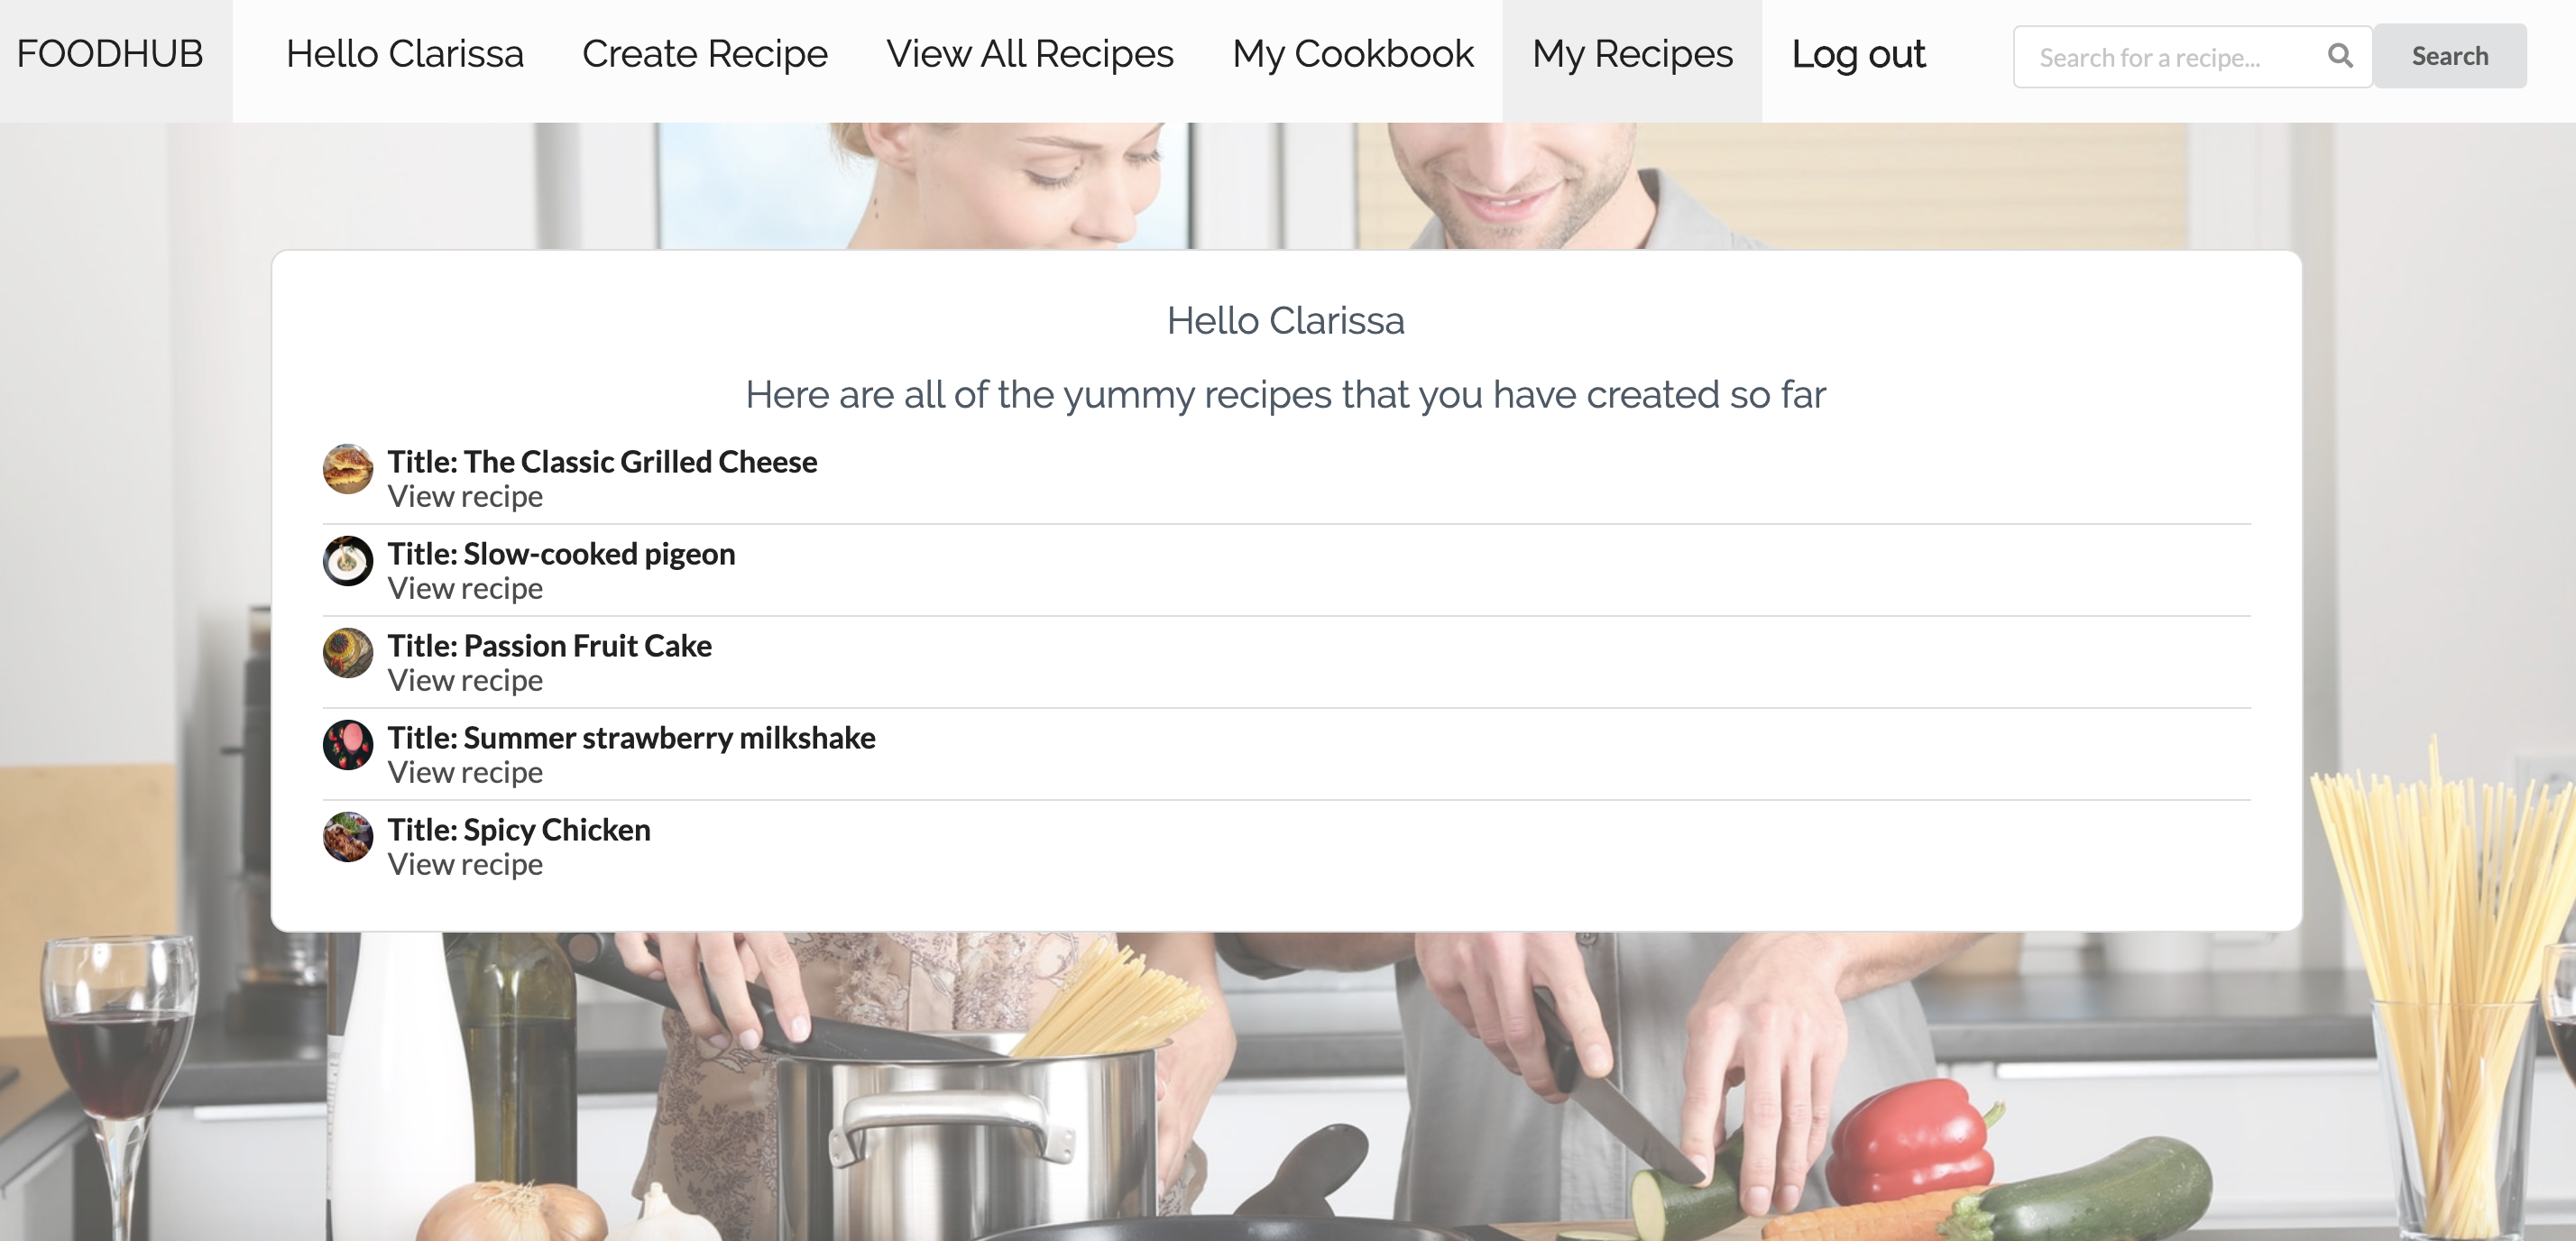 FOODHUB Hello Clarissa Create Recipe View All Recipes My Cookbook My Recipes Log out Search for a recipe... Search
Hello Clarissa
Here are all of the yummy recipes that you have created so far
Title: The Classic Grilled Cheese
View recipe
Title: Slow-cooked pigeon
View recipe
Title: Passion Fruit Cake
View recipe
Title: Summer strawberry milkshake
View recipe
Title: Spicy Chicken
View recipe